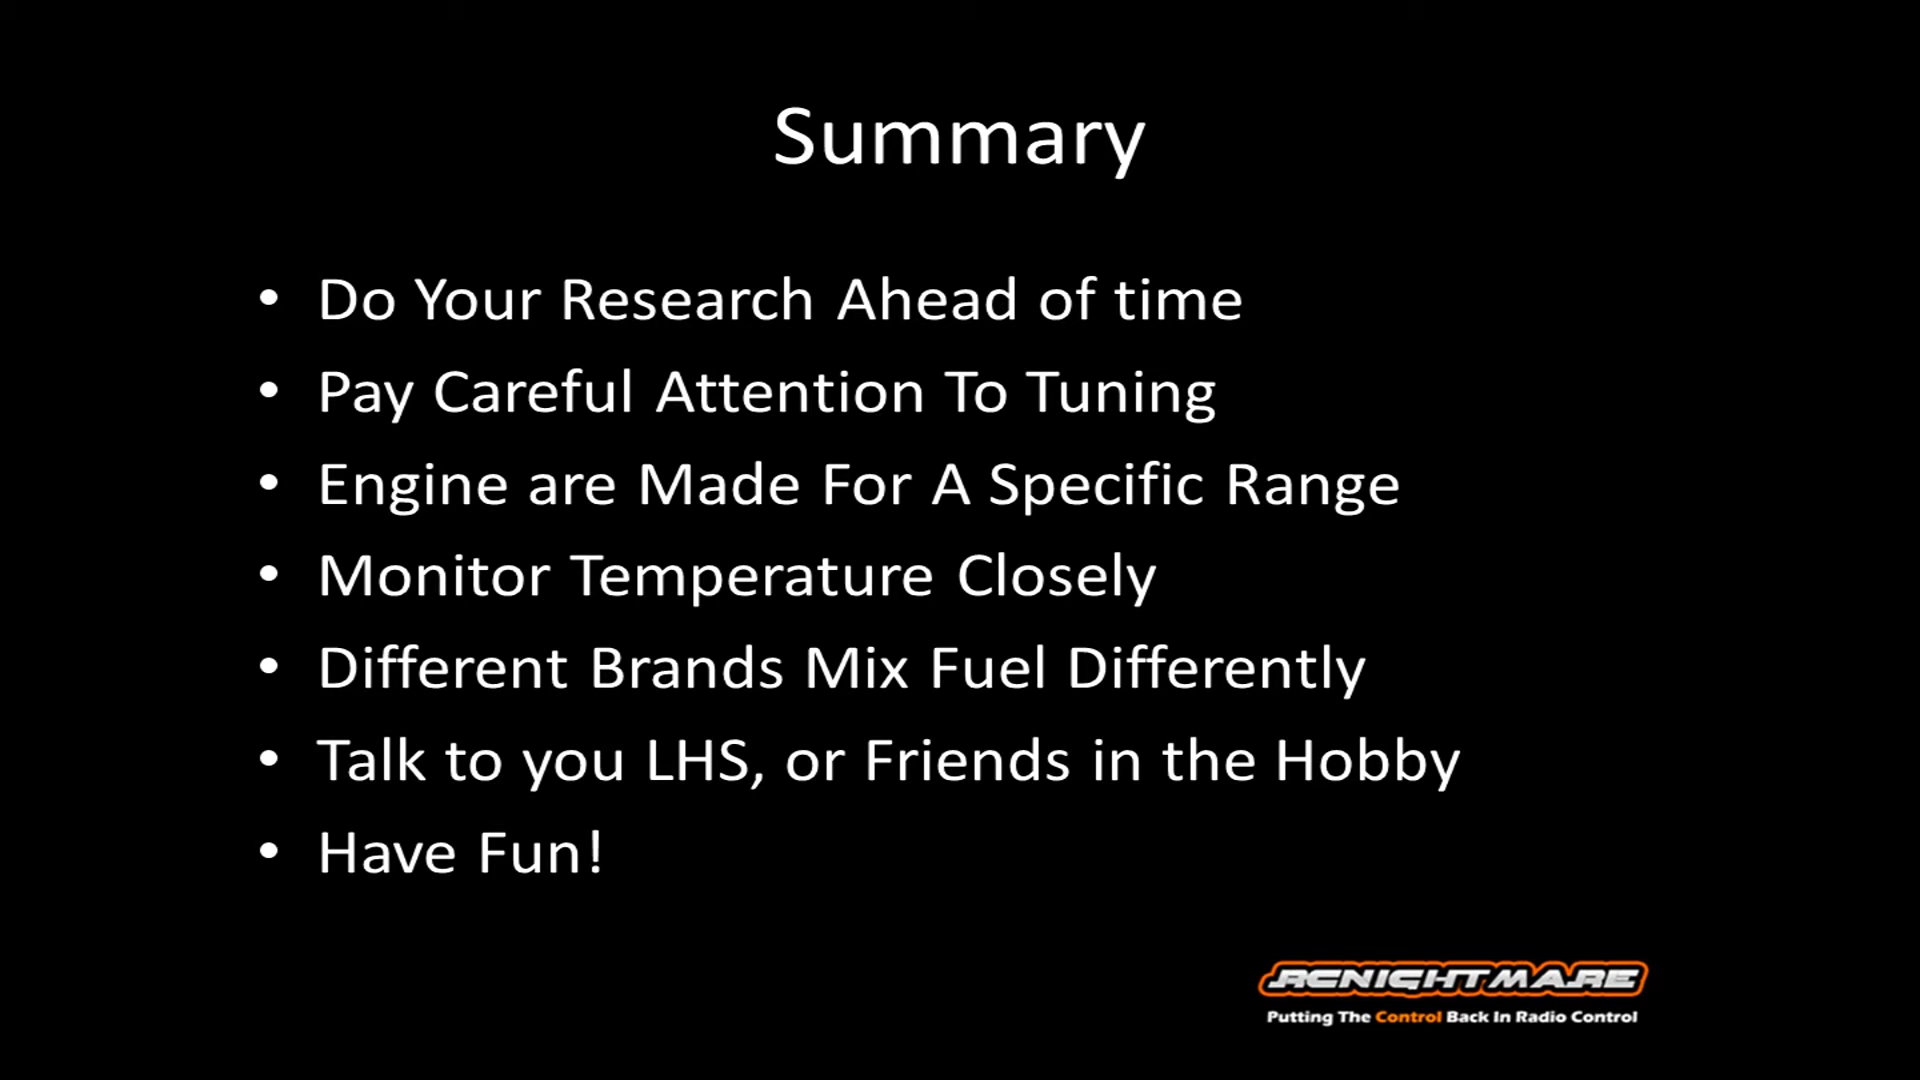 Summary
• Do Your Research Ahead of time
• Pay Careful Attention To Tuning
• Engine are Made For A Specific Range
• Monitor Temperature Closely
• Different Brands Mix Fuel Differently
• Talk to you LHS, or Friends in the Hobby
• Have Fun!
RCNIGHTMARE
Putting The Control Back In Radio Control